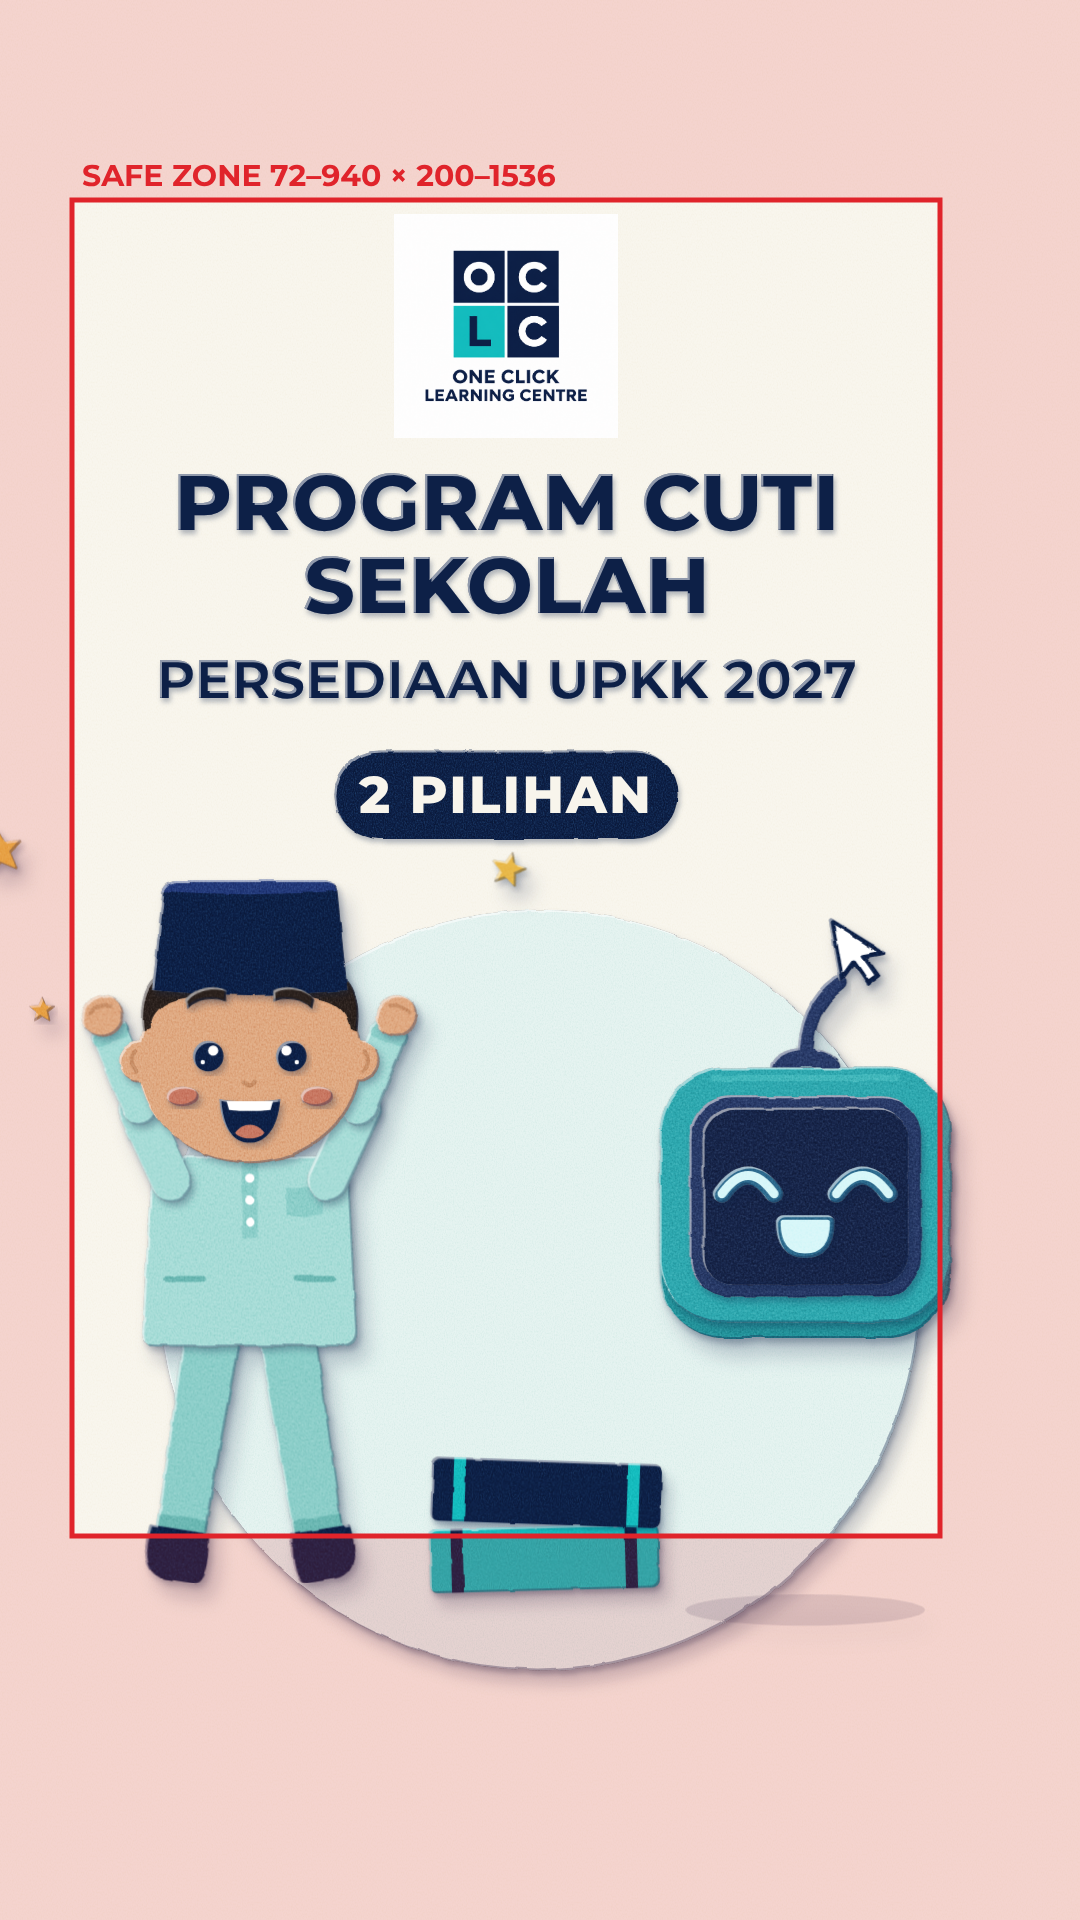 SAFE ZONE 72–940 × 200–1536
O C
L C
ONE CLICK
LEARNING CENTRE
PROGRAM CUTI
SEKOLAH
PERSEDIAAN UPKK 2027
2 PILIHAN